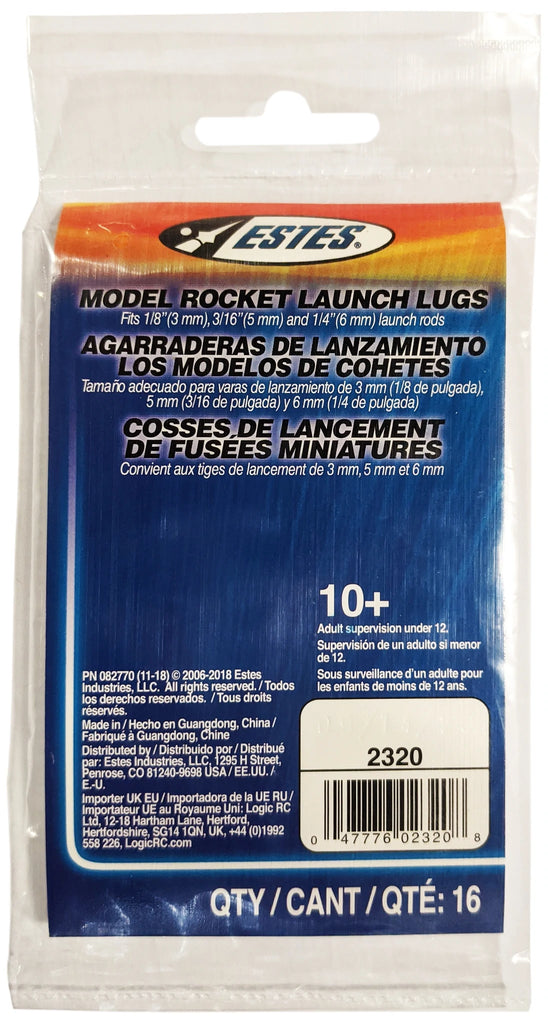 ESTES®
MODEL ROCKET LAUNCH LUGS
Fits 1/8"(3 mm), 3/16"(5 mm) and 1/4"(6 mm) launch rods
AGARRADERAS DE LANZAMIENTO
LOS MODELOS DE COHETES
Tamaño adecuado para varas de lanzamiento de 3 mm (1/8 de pulgada),
5 mm (3/16 de pulgada) y 6 mm (1/4 de pulgada)
COSSES DE LANCEMENT
DE FUSÉES MINIATURES
Convient aux tiges de lancement de 3 mm, 5 mm et 6 mm
10+
Adult supervision under 12.
Supervisión de un adulto si menor
de 12.
Sous surveillance d'un adulte pour
les enfants de moins de 12 ans.
PN 082770 (11-18) © 2006-2018 Estes
Industries, LLC. All rights reserved. / Todos
los derechos reservados. / Tous droits
réservés.
Made in / Hecho en Guangdong, China /
Fabriqué à Guangdong, Chine
Distributed by / Distribuido por / Distribué
par: Estes Industries, LLC, 1295 H Street,
Penrose, CO 81240-9698 USA / EE.UU. /
E.-U.
Importer UK EU / Importadora de la UE RU /
Importateur UE au Royaume Uni: Logic RC
Ltd, 12-18 Hartham Lane, Hertford,
Hertfordshire, SG14 1QN, UK, +44 (0)1992
558 226, LogicRC.com
2320
0 47776 02320 8
QTY / CANT / QTÉ: 16